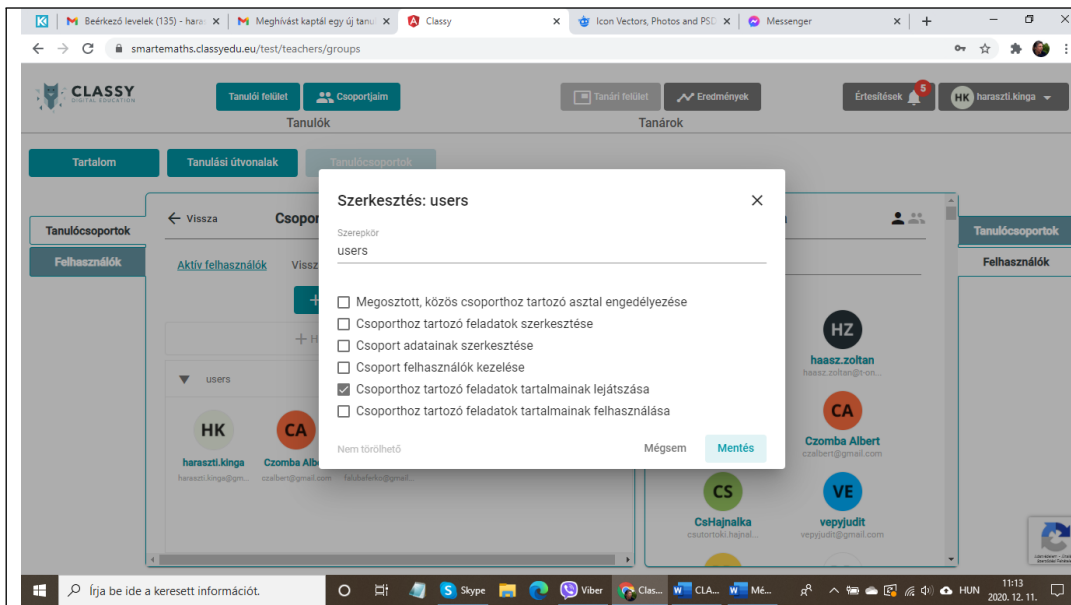 Beérkező levelek (135) - haras
Meghívást kaptál egy új tanul
Classy
Icon Vectors, Photos and PSD
Messenger
smartemaths.classyedu.eu/test/teachers/groups
CLASSY
DIGITAL EDUCATION
Tanulói felület
Csoportjaim
Tanári felület
Eredmények
Értesítések
5
HK
haraszti.kinga
Tanulók
Tanárok
Tartalom
Tanulási útvonalak
Tanulócsoportok
Szerkesztés: users
Vissza
Csopor
Tanulócsoportok
Felhasználók
Tanulócsoportok
Felhasználók
Szerepkör
users
Aktív felhasználók
Vissz
Megosztott, közös csoporthoz tartozó asztal engedélyezése
Csoporthoz tartozó feladatok szerkesztése
Csoport adatainak szerkesztése
Csoport felhasználók kezelése
Csoporthoz tartozó feladatok tartalmainak lejátszása
Csoporthoz tartozó feladatok tartalmainak felhasználása
Nem törölhető
Mégsem
Mentés
+ H
users
HK
CA
haraszti.kinga
Czomba Albe
haraszti.kinga@gm...
czalbert@gmail.com
falubaferko@gmail...
HZ
haasz.zoltan
haasz.zoltan@t-on...
CA
Czomba Albert
czalbert@gmail.com
CS
VE
CsHajnalka
vepyjudit
csutortoki.hajnal...
vepyjudit@gmail.com
Írja be ide a keresett információt.
Skype
Viber
Clas...
CLA...
Mé...
HUN
11:13
2020. 12. 11.